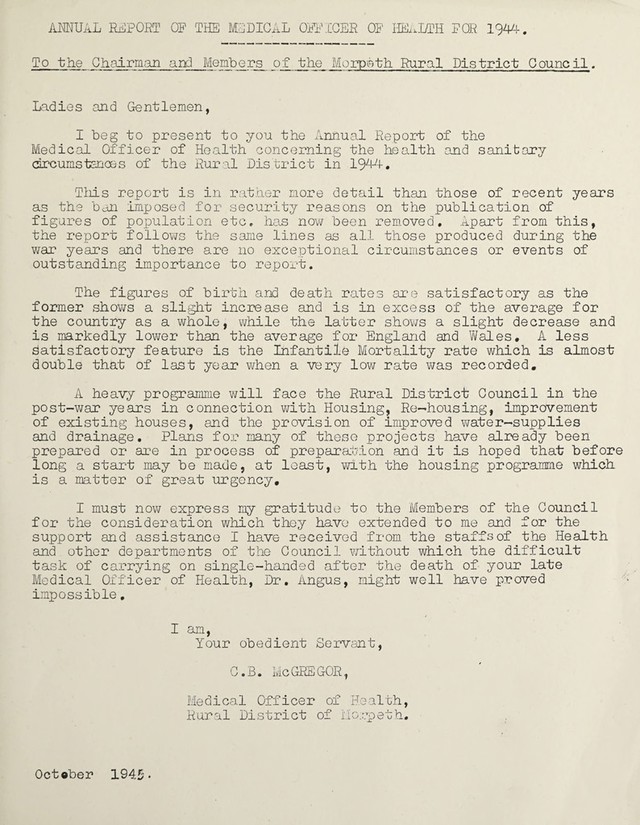 ANNUAL REPORT OF THE MEDICAL OFFICER OF HEALTH FOR 1944.
To the Chairman and Members of the Morpeth Rural District Council.
Ladies and Gentlemen,
I beg to present to you the Annual Report of the
Medical Officer of Health concerning the health and sanitary
circumstances of the Rural District in 1944.
This report is in rather more detail than those of recent years
as the ban imposed for security reasons on the publication of
figures of population etc. has now been removed. Apart from this,
the report follows the same lines as all those produced during the
war years and there are no exceptional circumstances or events of
outstanding importance to report.
The figures of birth and death rates are satisfactory as the
former shows a slight increase and is in excess of the average for
the country as a whole, while the latter shows a slight decrease and
is markedly lower than the average for England and Wales. A less
satisfactory feature is the Infantile Mortality rate which is almost
double that of last year when a very low rate was recorded.
A heavy programme will face the Rural District Council in the
post-war years in connection with Housing, Re-housing, improvement
of existing houses, and the provision of improved water-supplies
and drainage. Plans for many of these projects have already been
prepared or are in process of preparation and it is hoped that before
long a start may be made, at least, with the housing programme which
is a matter of great urgency.
I must now express my gratitude to the Members of the Council
for the consideration which they have extended to me and for the
support and assistance I have received from the staffs of the Health
and other departments of the Council without which the difficult
task of carrying on single-handed after the death of your late
Medical Officer of Health, Dr. Angus, might well have proved
impossible.
I am,
Your obedient Servant,
C.B. McGREGOR,
Medical Officer of Health,
Rural District of Morpeth.
October 1945.